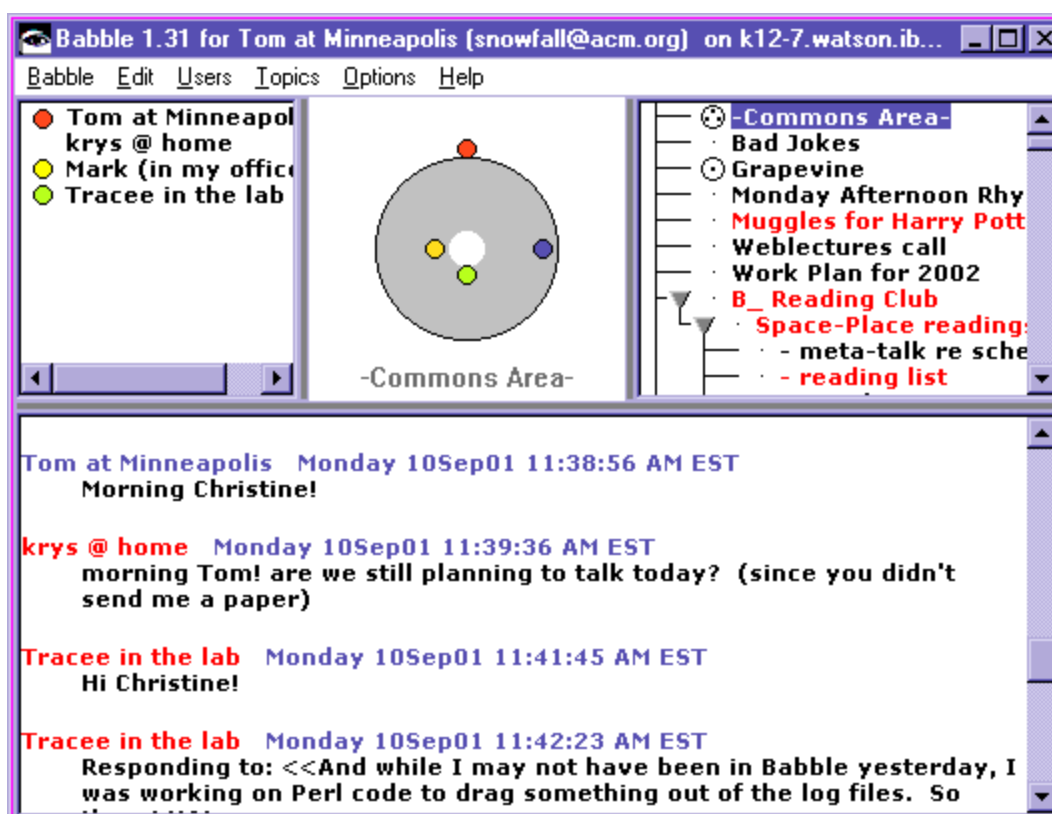 Babble 1.31 for Tom at Minneapolis (snowfall@acm.org) on k12-7.watson.ib...
Babble Edit Users Topics Options Help
Tom at Minneapol
krys @ home
Mark (in my office
Tracee in the lab
-Commons Area-
-Commons Area-
Bad Jokes
Grapevine
Monday Afternoon Rhy
Muggles for Harry Pott
Weblectures call
Work Plan for 2002
B_ Reading Club
Space-Place readings
- meta-talk re sche
- reading list
Tom at Minneapolis Monday 10Sep01 11:38:56 AM EST
Morning Christine!
krys @ home Monday 10Sep01 11:39:36 AM EST
morning Tom! are we still planning to talk today? (since you didn't
send me a paper)
Tracee in the lab Monday 10Sep01 11:41:45 AM EST
Hi Christine!
Tracee in the lab Monday 10Sep01 11:42:23 AM EST
Responding to: <<And while I may not have been in Babble yesterday, I
was working on Perl code to drag something out of the log files. So